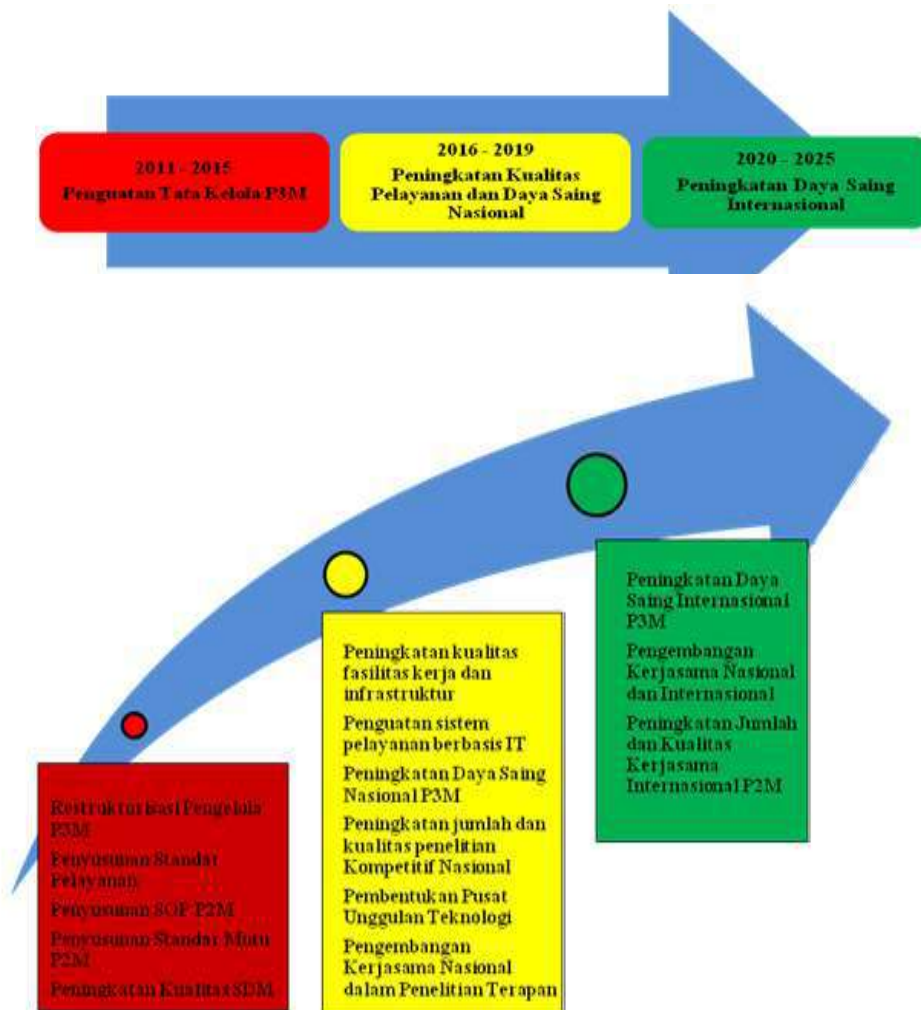 2011 - 2015
Penguatan Tata Kelola P3M
2016 - 2019
Peningkatan Kualitas
Pelayanan dan Daya Saing
Nasional
2020 - 2025
Peningkatan Daya Saing
Internasional
Restrukturisasi Pengelola
P3M
Penyusunan Standar
Pelayanan
Penyusunan SOP P2M
Penyusunan Standar Mutu
P2M
Peningkatan Kualitas SDM
Peningkatan kualitas
fasilitas kerja dan
infrastruktur
Penguatan sistem
pelayanan berbasis IT
Peningkatan Daya Saing
Nasional P3M
Peningkatan jumlah dan
kualitas penelitian
Kompetitif Nasional
Pembentukan Pusat
Unggulan Teknologi
Pengembangan
Kerjasama Nasional
dalam Penelitian Terapan
Peningkatan Daya
Saing Internasional
P3M
Pengembangan
Kerjasama Nasional
dan Internasional
Peningkatan Jumlah
dan Kualitas
Kerjasama
Internasional P2M